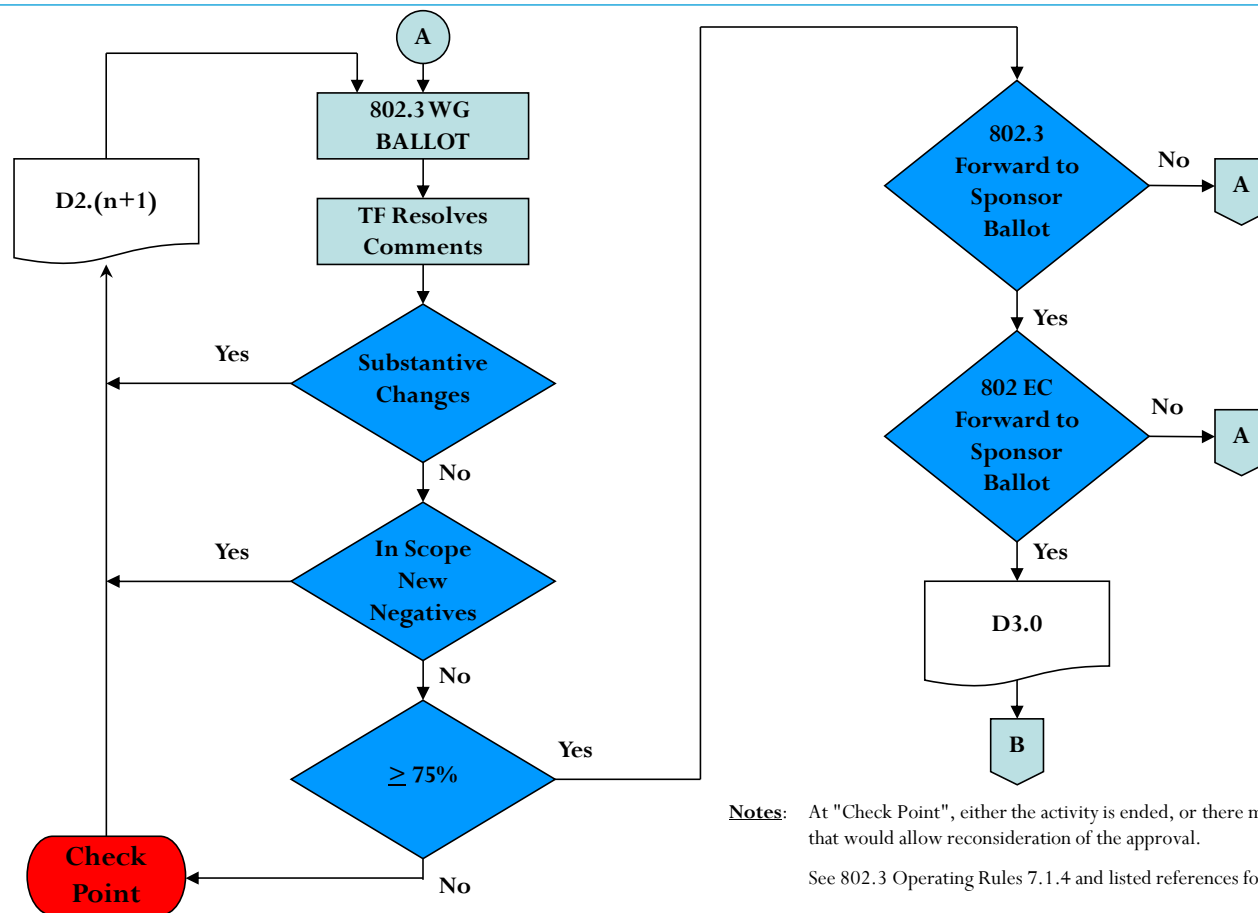 A
802.3 WG
BALLOT
D2.(n+1)
TF Resolves
Comments
Yes
Substantive
Changes
No
Yes
In Scope
New
Negatives
No
≥ 75%
Yes
No
Check
Point
802.3
Forward to
Sponsor
Ballot
No
A
Yes
802 EC
Forward to
Sponsor
Ballot
No
A
Yes
D3.0
B
Notes: At "Check Point", either the activity is ended, or there
that would allow reconsideration of the approval.
See 802.3 Operating Rules 7.1.4 and listed references